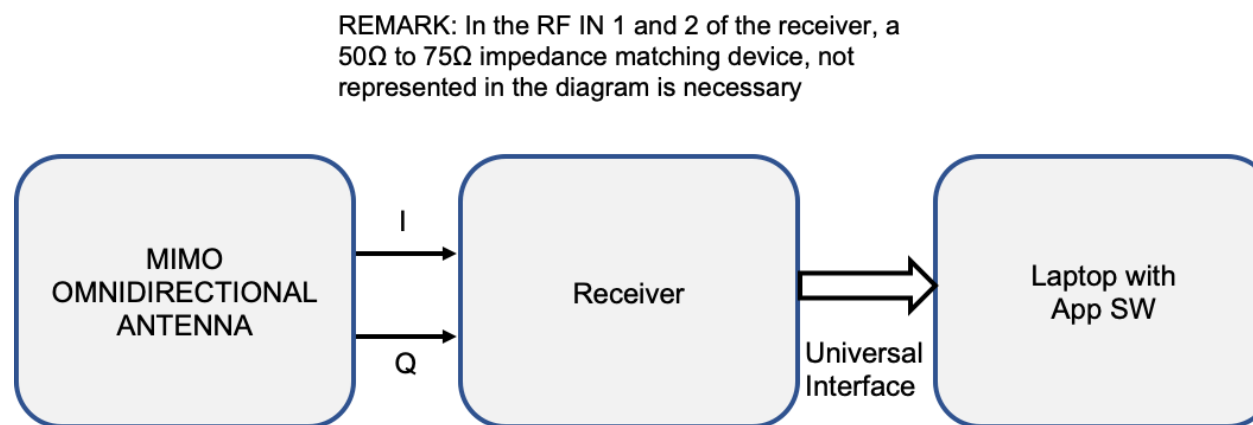 REMARK: In the RF IN 1 and 2 of the receiver, a
50Ω to 75Ω impedance matching device, not
represented in the diagram is necessary
MIMO
OMNIDIRECTIONAL
ANTENNA
I
Q
Receiver
Universal
Interface
Laptop with
App SW